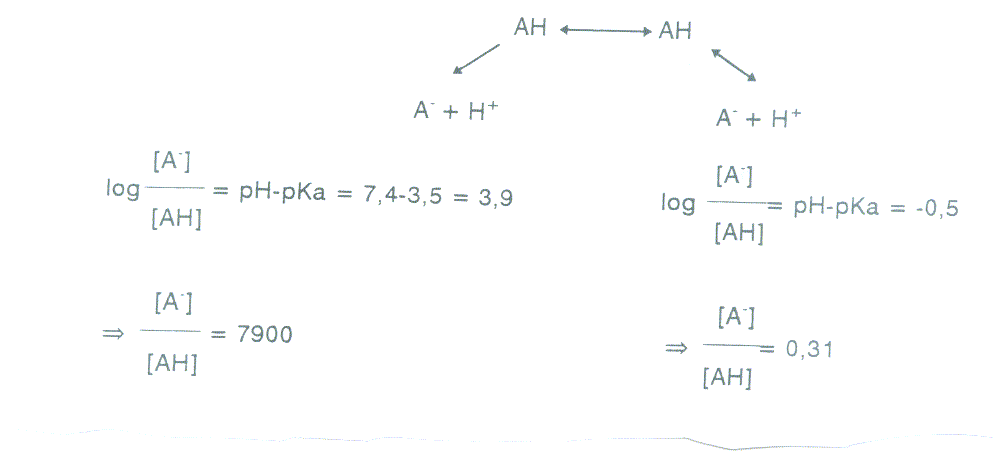 AH ⟷ AH
A⁻ + H⁺
A⁻ + H⁺
log [A⁻]/[AH] = pH-pKa = 7,4-3,5 = 3,9
log [A⁻]/[AH] = pH-pKa = -0,5
⇒ [A⁻]/[AH] = 7900
⇒ [A⁻]/[AH] = 0,31